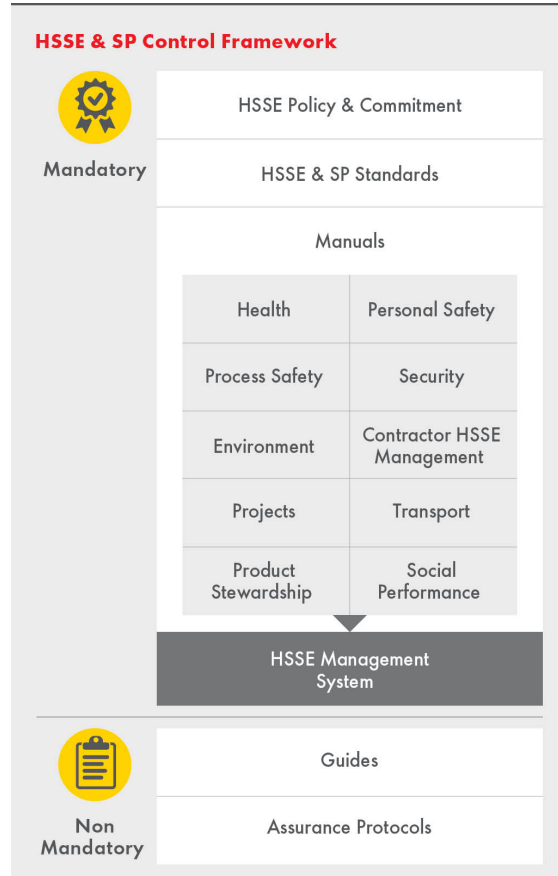 HSSE & SP Control Framework
Mandatory
HSSE Policy & Commitment
HSSE & SP Standards
Manuals
Health
Personal Safety
Process Safety
Security
Environment
Contractor HSSE
Management
Projects
Transport
Product
Stewardship
Social
Performance
HSSE Management
System
Non
Mandatory
Guides
Assurance Protocols